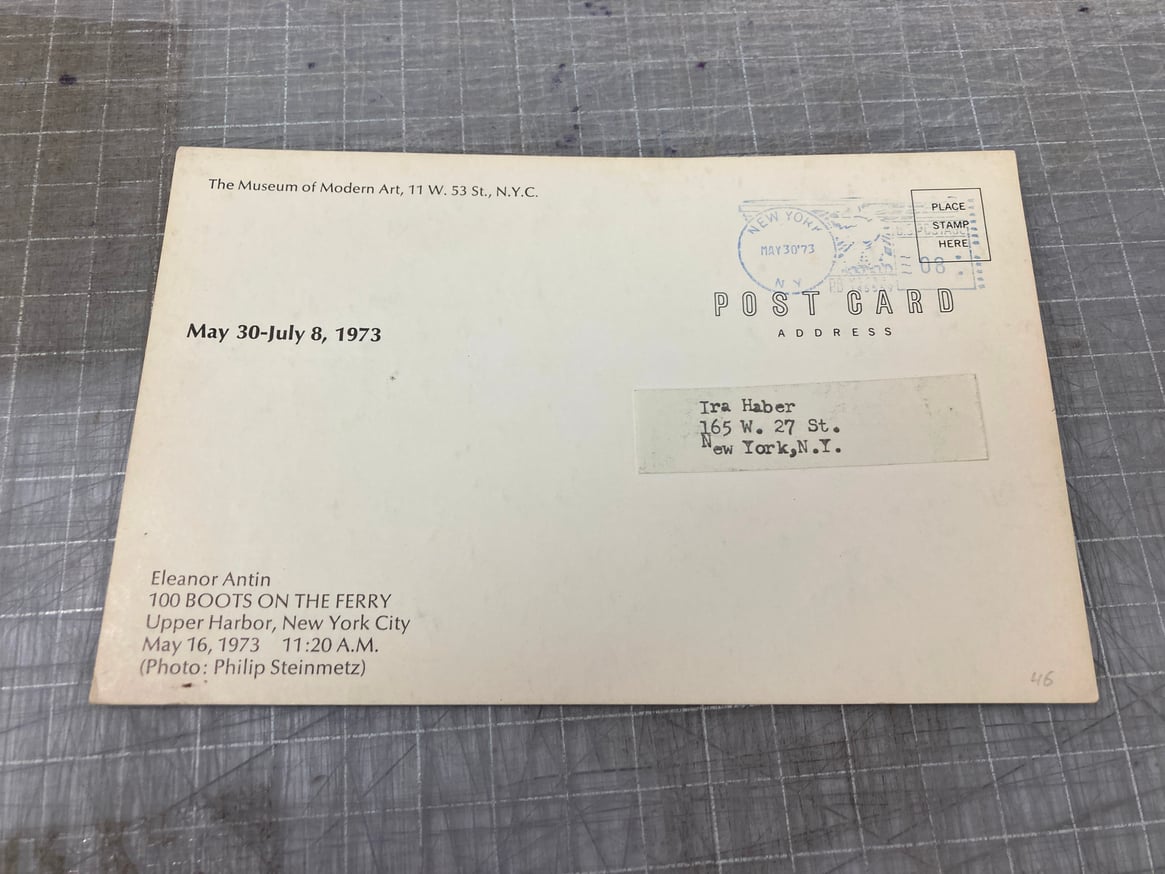 The Museum of Modern Art, 11 W. 53 St., N.Y.C.
PLACE
STAMP
HERE
NEW YORK
MAY 30 '73
N Y
08
POST CARD
ADDRESS
May 30-July 8, 1973
Ira Haber
165 W. 27 St.
New York,N.Y.
Eleanor Antin
100 BOOTS ON THE FERRY
Upper Harbor, New York City
May 16, 1973 11:20 A.M.
(Photo: Philip Steinmetz)
46